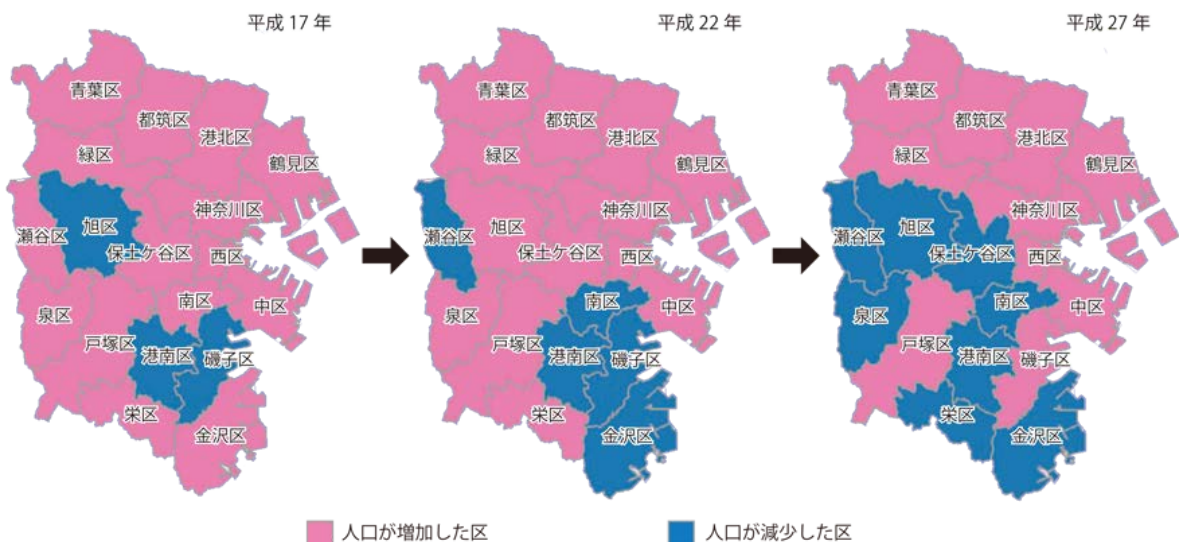 平成 17 年
青葉区
都筑区
港北区
緑区
鶴見区
神奈川区
旭区
瀬谷区
保土ケ谷区
西区
南区
中区
泉区
戸塚区
港南区
磯子区
栄区
金沢区
平成 22 年
青葉区
都筑区
港北区
緑区
鶴見区
神奈川区
旭区
瀬谷区
保土ケ谷区
西区
南区
中区
泉区
戸塚区
港南区
磯子区
栄区
金沢区
平成 27 年
青葉区
都筑区
港北区
緑区
鶴見区
神奈川区
旭区
瀬谷区
保土ケ谷区
西区
南区
中区
泉区
戸塚区
港南区
磯子区
栄区
金沢区
人口が増加した区
人口が減少した区